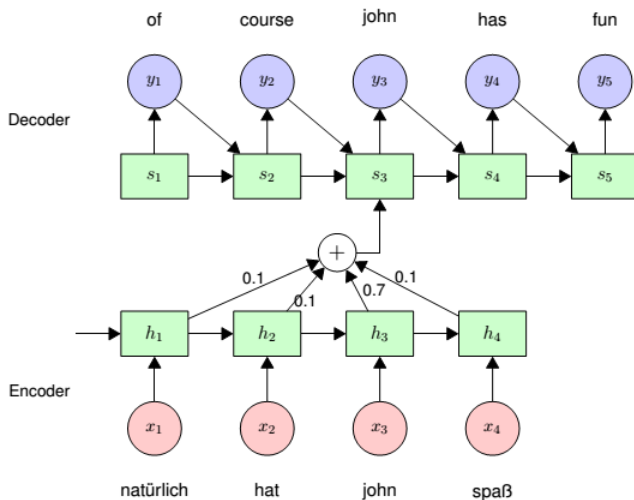 of course john has fun
y1 y2 y3 y4 y5
Decoder
s1 s2 s3 s4 s5
+
0.1 0.1 0.7 0.1
h1 h2 h3 h4
Encoder
x1 x2 x3 x4
natürlich hat john spaß